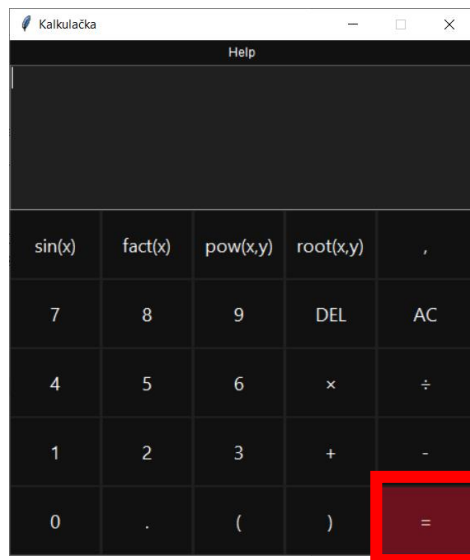 Kalkulačka
Help
sin(x) fact(x) pow(x,y) root(x,y) ,
7 8 9 DEL AC
4 5 6 × ÷
1 2 3 + -
0 . ( ) =